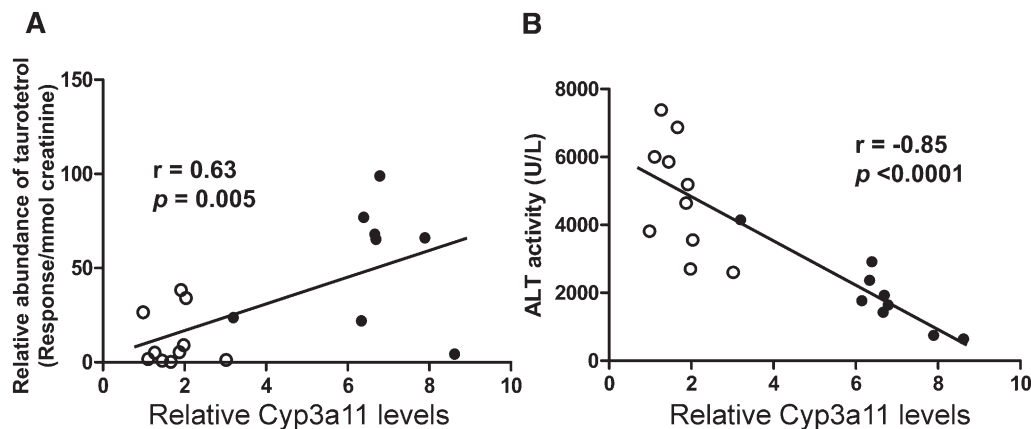 A
Relative abundance of taurotetrol
(Response/mmol creatinine)
150
100
50
0
r = 0.63
p = 0.005
0 2 4 6 8 10
Relative Cyp3a11 levels
B
ALT activity (U/L)
8000
6000
4000
2000
0
r = -0.85
p <0.0001
0 2 4 6 8 10
Relative Cyp3a11 levels